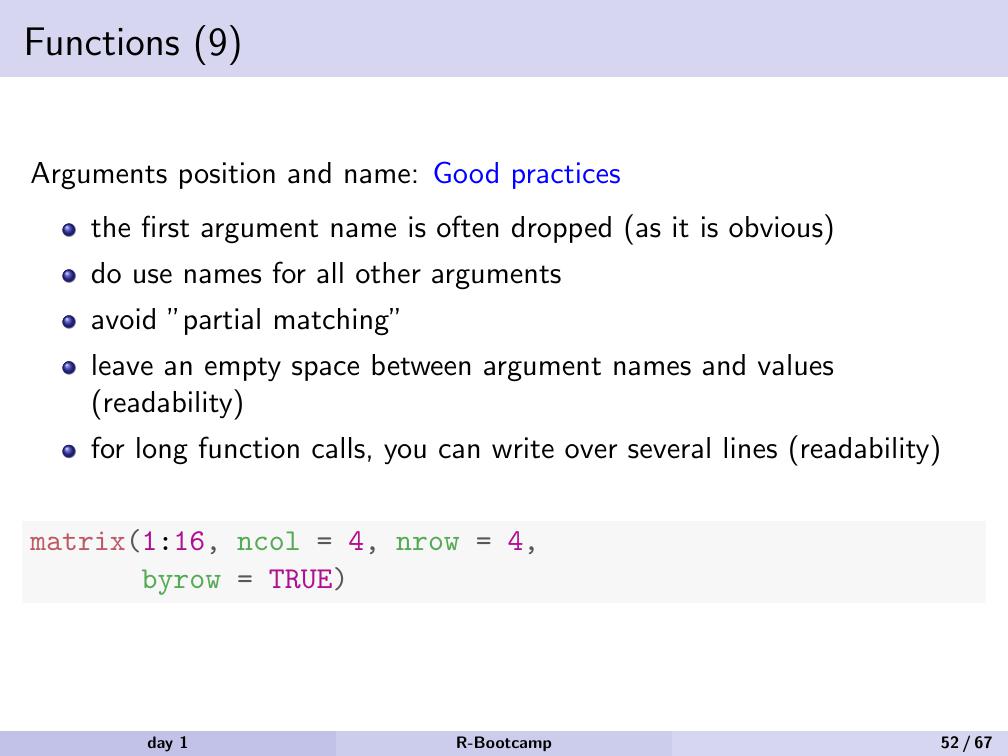 Functions (9)
Arguments position and name: Good practices
the first argument name is often dropped (as it is obvious)
do use names for all other arguments
avoid ”partial matching”
leave an empty space between argument names and values
(readability)
for long function calls, you can write over several lines (readability)
matrix(1:16, ncol = 4, nrow = 4,
       byrow = TRUE)
day 1
R-Bootcamp
52 / 67